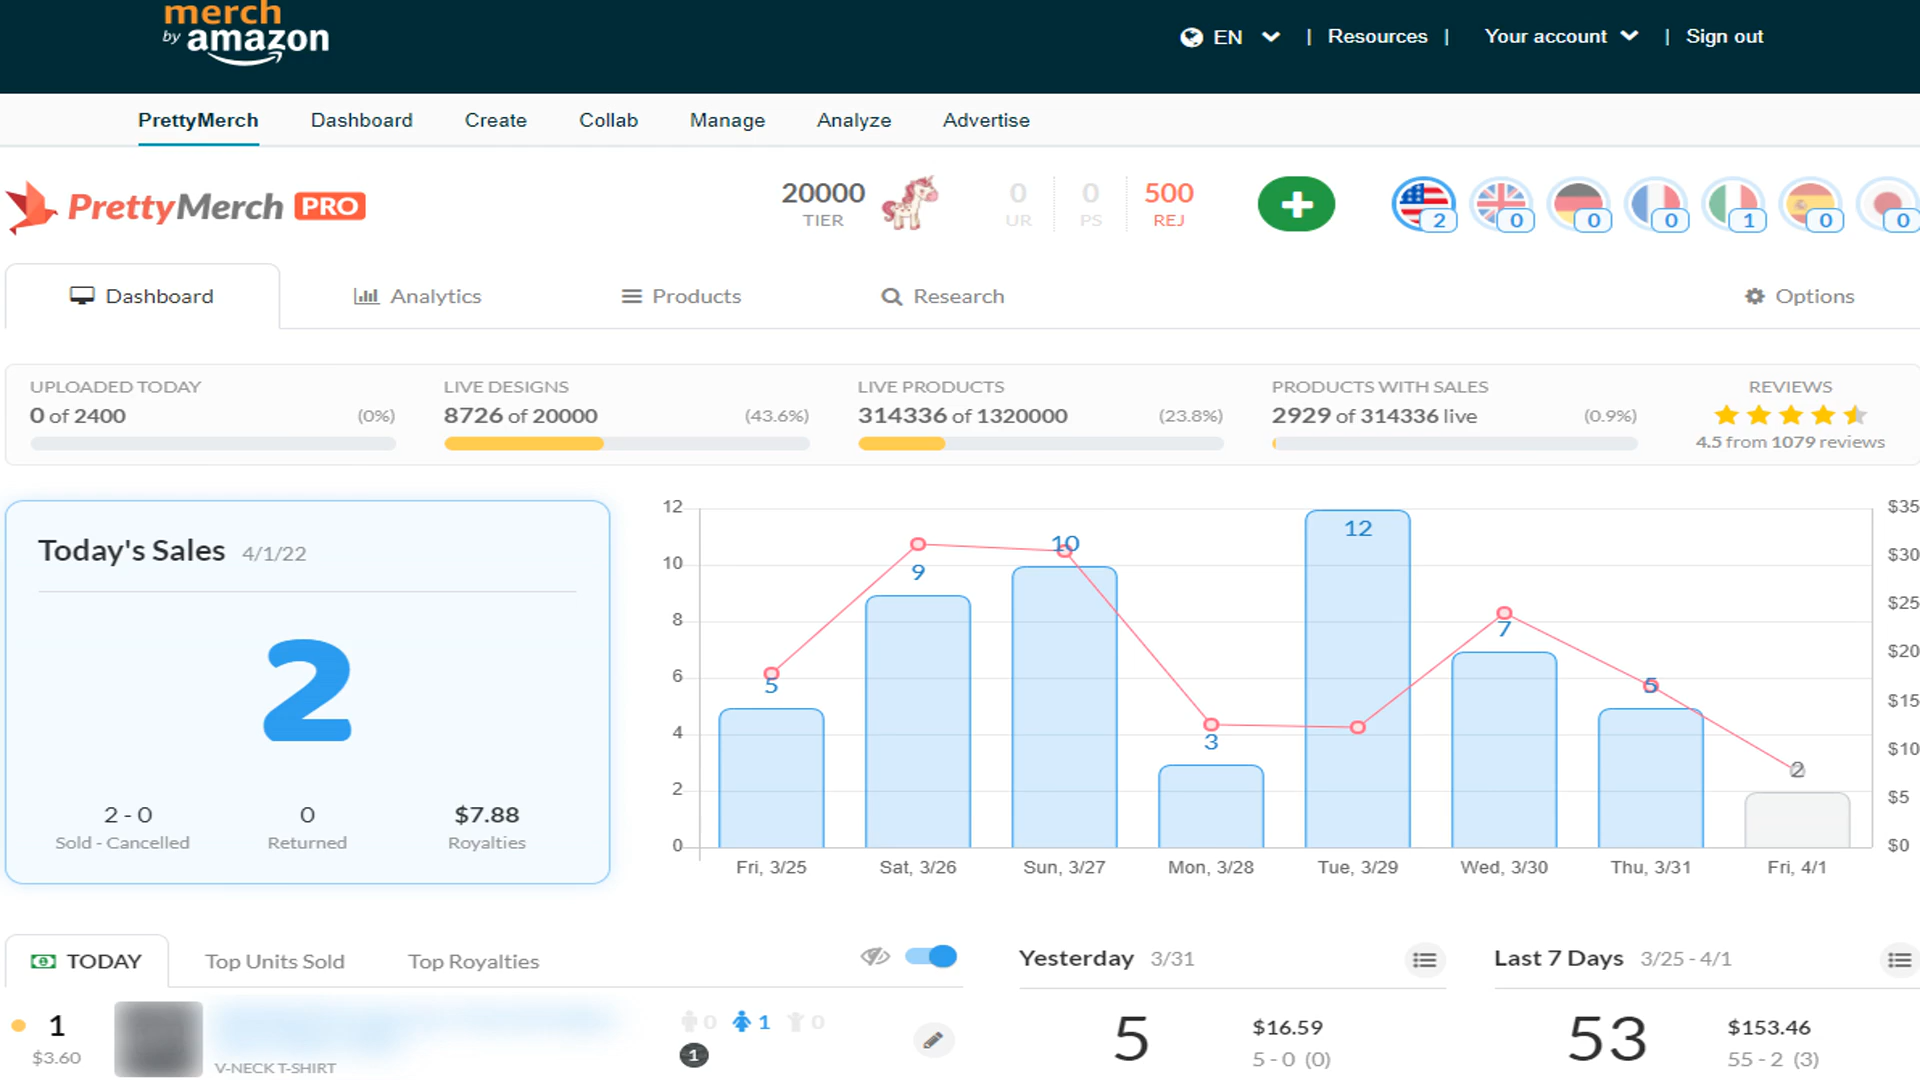 merch
by amazon
EN | Resources | Your account | Sign out
PrettyMerch Dashboard Create Collab Manage Analyze Advertise
PrettyMerch PRO
20000 0 0 500
TIER UR PS REJ
2 0 0 0 1 0 0
Dashboard Analytics Products Research Options
UPLOADED TODAY LIVE DESIGNS LIVE PRODUCTS PRODUCTS WITH SALES REVIEWS
0 of 2400 (0%) 8726 of 20000 (43.6%) 314336 of 1320000 (23.8%) 2929 of 314336 live (0.9%)
4.5 from 1079 reviews
Today's Sales 4/1/22
2
2 - 0 0 $7.88
Sold - Cancelled Returned Royalties
12 $35
10 $30
8 $25
6 $20
4 $15
2 $10
0 $5
$0
5 9 10 3 12 7 5 2
Fri, 3/25 Sat, 3/26 Sun, 3/27 Mon, 3/28 Tue, 3/29 Wed, 3/30 Thu, 3/31 Fri, 4/1
TODAY Top Units Sold Top Royalties
1 0 1 0
$3.60 1
V-NECK T-SHIRT
Yesterday 3/31
5 $16.59
5 - 0 (0)
Last 7 Days 3/25 - 4/1
53 $153.46
55 - 2 (3)